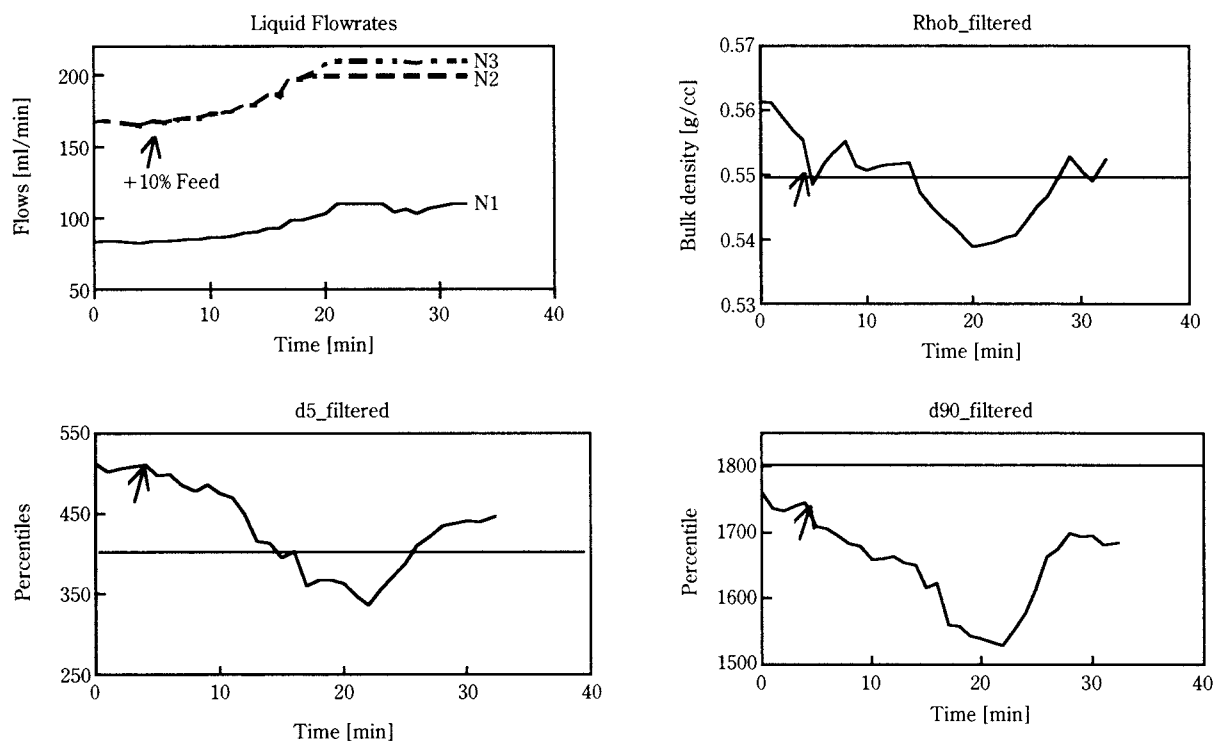 Liquid Flowrates
Flows [ml/min]
200
150
100
50
N3
N2
+10% Feed
N1
0 10 20 30 40
Time [min]
Rhob_filtered
Bulk density [g/cc]
0.57
0.56
0.55
0.54
0.53
0 10 20 30 40
Time [min]
d5_filtered
Percentiles
550
450
350
250
0 10 20 30 40
Time [min]
d90_filtered
Percentile
1800
1700
1600
1500
0 10 20 30 40
Time [min]